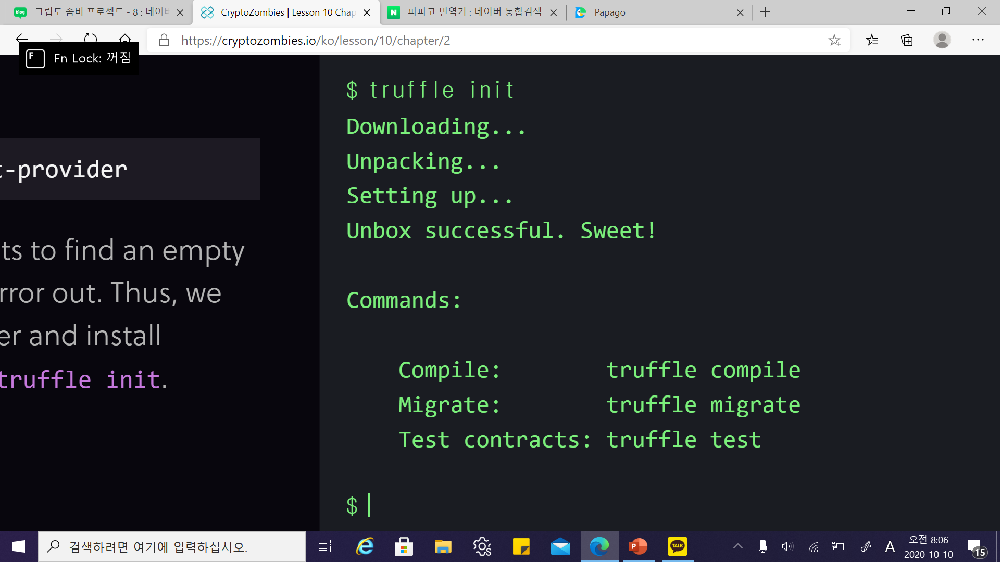 크립토 좀비 프로젝트 - 8 : 네이버
CryptoZombies | Lesson 10 Chap
파파고 번역기 : 네이버 통합검색
Papago
https://cryptozombies.io/ko/lesson/10/chapter/2
F Fn Lock: 꺼짐
t-provider
ts to find an empty
rror out. Thus, we
er and install
truffle init.
$ truffle init
Downloading...
Unpacking...
Setting up...
Unbox successful. Sweet!
Commands:
Compile: truffle compile
Migrate: truffle migrate
Test contracts: truffle test
$
검색하려면 여기에 입력하십시오.
TALK
A
오전 8:06
2020-10-10
15